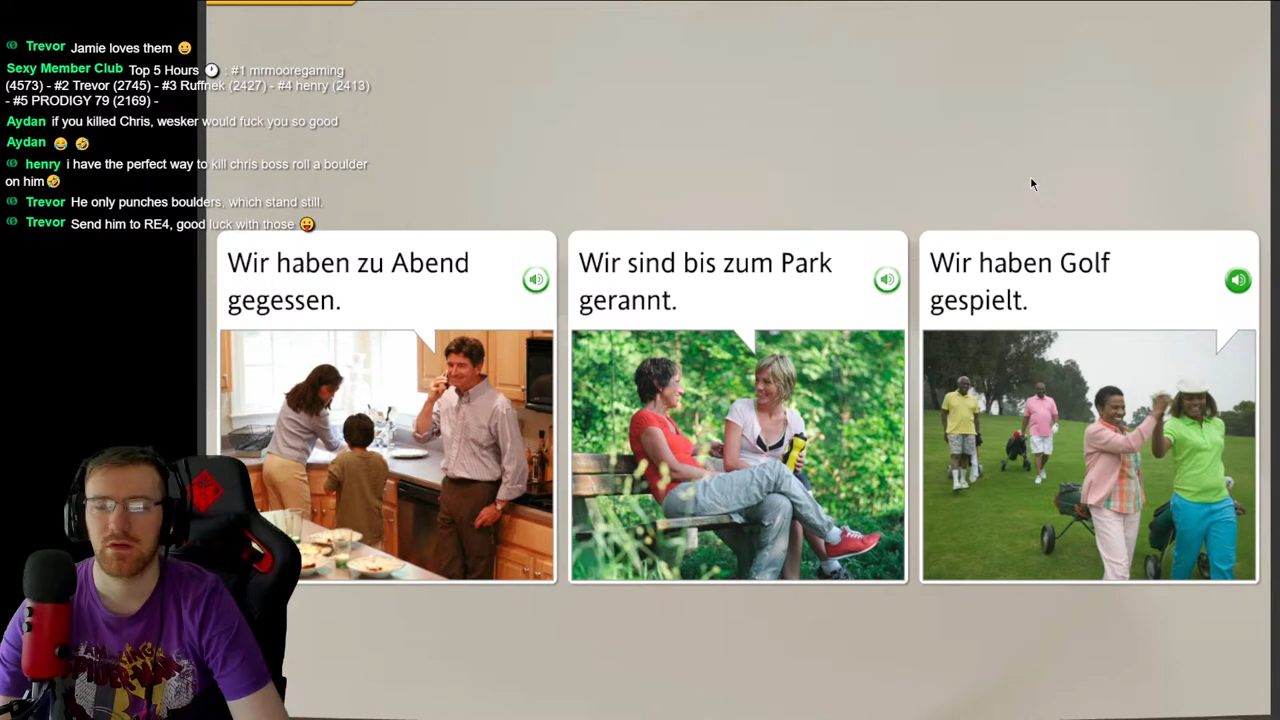 Trevor Jamie loves them 😀
Sexy Member Club Top 5 Hours 🕐 : #1 mrmooregaming
(4573) - #2 Trevor (2745) - #3 Ruffnek (2427) - #4 henry (2413)
- #5 PRODIGY 79 (2169) -
Aydan if you killed Chris, wesker would fuck you so good
Aydan 😂 🤣
henry i have the perfect way to kill chris boss roll a boulder
on him🤣
Trevor He only punches boulders, which stand still.
Trevor Send him to RE4, good luck with those 😛
Wir haben zu Abend
gegessen.
Wir sind bis zum Park
gerannt.
Wir haben Golf
gespielt.